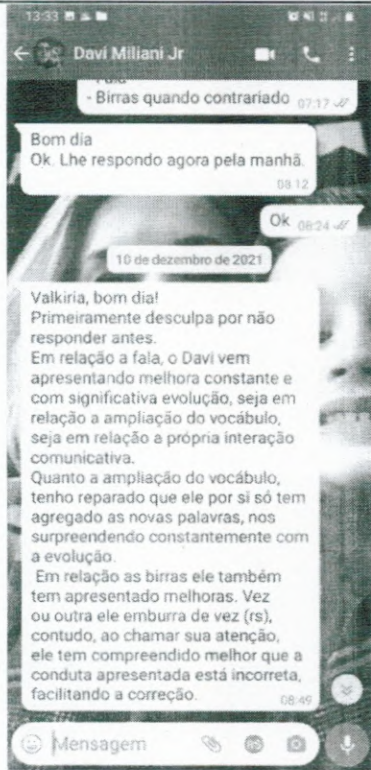 13:33
Davi Miliani Jr
- Fala
- Birras quando contrariado 07:17
Bom dia
Ok. Lhe respondo agora pela manhã.
08:12
Ok 08:24
10 de dezembro de 2021
Valkiria, bom dia!
Primeiramente desculpa por não
responder antes.
Em relação a fala, o Davi vem
apresentando melhora constante e
com significativa evolução, seja em
relação a ampliação do vocábulo,
seja em relação a própria interação
comunicativa.
Quanto a ampliação do vocábulo,
tenho reparado que ele por si só tem
agregado as novas palavras, nos
surpreendendo constantemente com
a evolução.
Em relação as birras ele também
tem apresentado melhoras. Vez
ou outra ele emburra de vez (rs),
contudo, ao chamar sua atenção,
ele tem compreendido melhor que a
conduta apresentada está incorreta,
facilitando a correção.
08:49
Mensagem